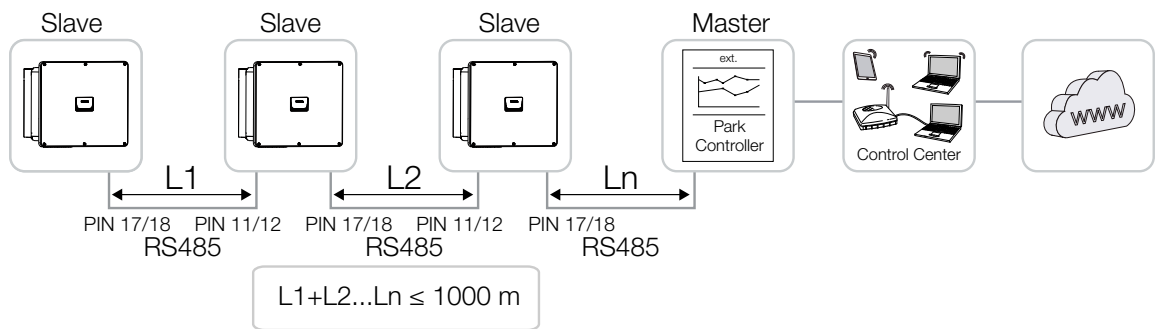 Slave
Slave
Slave
Master
ext.
Park
Controller
Control Center
WWW
L1
L2
Ln
PIN 17/18
PIN 11/12
PIN 17/18
PIN 11/12
PIN 17/18
RS485
RS485
RS485
L1+L2...Ln ≤ 1000 m